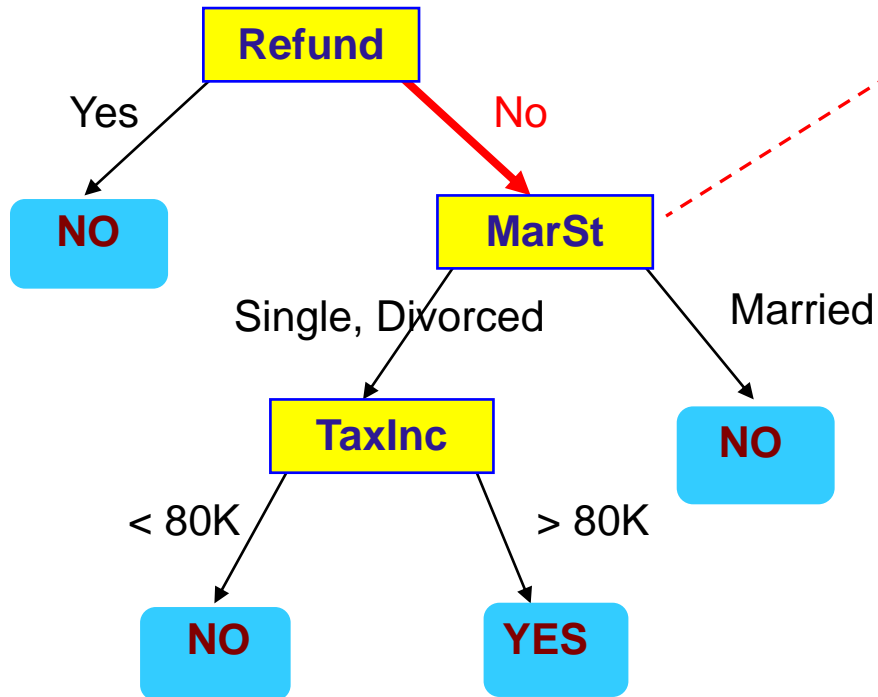 Refund
Yes
No
NO
MarSt
Single, Divorced
Married
TaxInc
NO
< 80K
> 80K
NO
YES